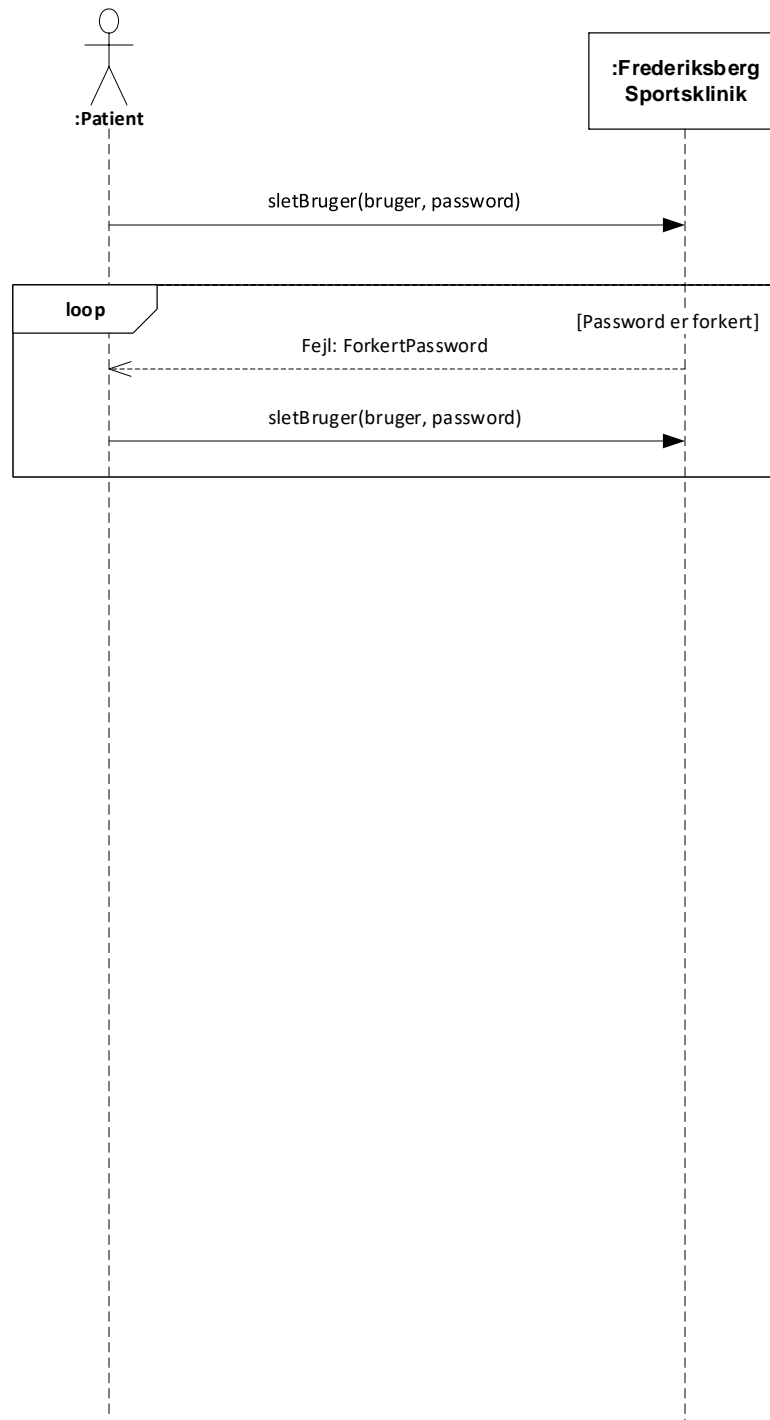 :Patient
:Frederiksberg
Sportsklinik
sletBruger(bruger, password)
loop
[Password er forkert]
Fejl: ForkertPassword
sletBruger(bruger, password)